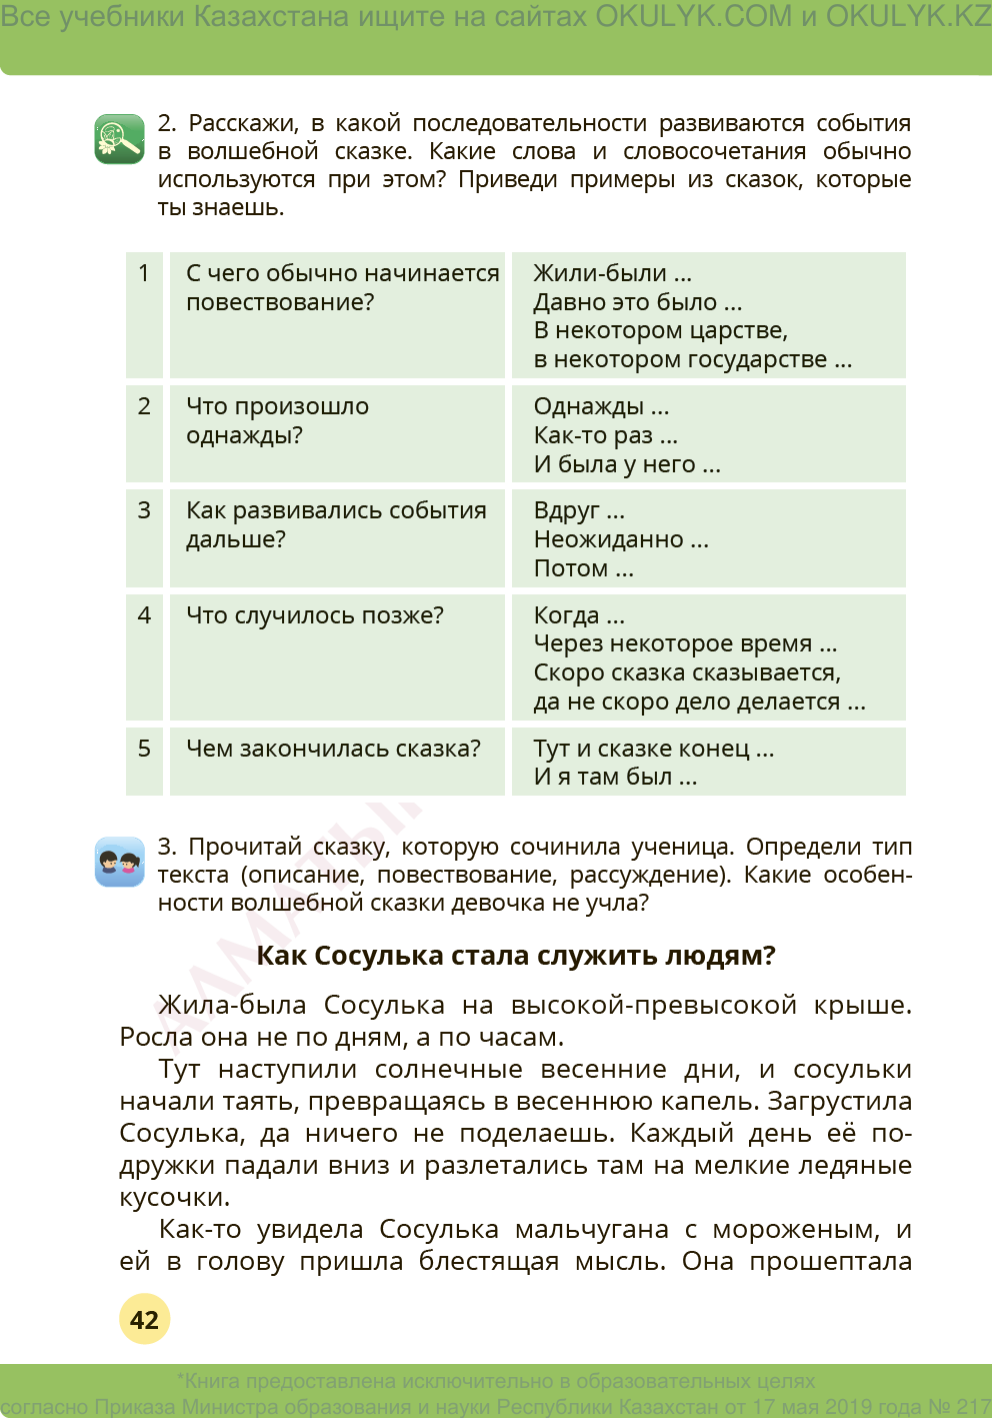 Все учебники Казахстана ищите на сайтах OKULYK.COM и OKULYK.KZ
2. Расскажи, в какой последовательности развиваются события
в волшебной сказке. Какие слова и словосочетания обычно
используются при этом? Приведи примеры из сказок, которые
ты знаешь.
1 С чего обычно начинается Жили-были ...
повествование? Давно это было ...
В некотором царстве,
в некотором государстве ...
2 Что произошло Однажды ...
однажды? Как-то раз ...
И была у него ...
3 Как развивались события Вдруг ...
дальше? Неожиданно ...
Потом ...
4 Что случилось позже? Когда ...
Через некоторое время ...
Скоро сказка сказывается,
да не скоро дело делается ...
5 Чем закончилась сказка? Тут и сказке конец ...
И я там был ...
3. Прочитай сказку, которую сочинила ученица. Определи тип
текста (описание, повествование, рассуждение). Какие особен-
ности волшебной сказки девочка не учла?
Как Сосулька стала служить людям?
Жила-была Сосулька на высокой-превысокой крыше.
Росла она не по дням, а по часам.
Тут наступили солнечные весенние дни, и сосульки
начали таять, превращаясь в весеннюю капель. Загрустила
Сосулька, да ничего не поделаешь. Каждый день её по-
дружки падали вниз и разлетались там на мелкие ледяные
кусочки.
Как-то увидела Сосулька мальчугана с мороженым, и
ей в голову пришла блестящая мысль. Она прошептала
42
*Книга предоставлена исключительно в образовательных целях
согласно Приказа Министра образования и науки Республики Казахстан от 17 мая 2019 года № 217